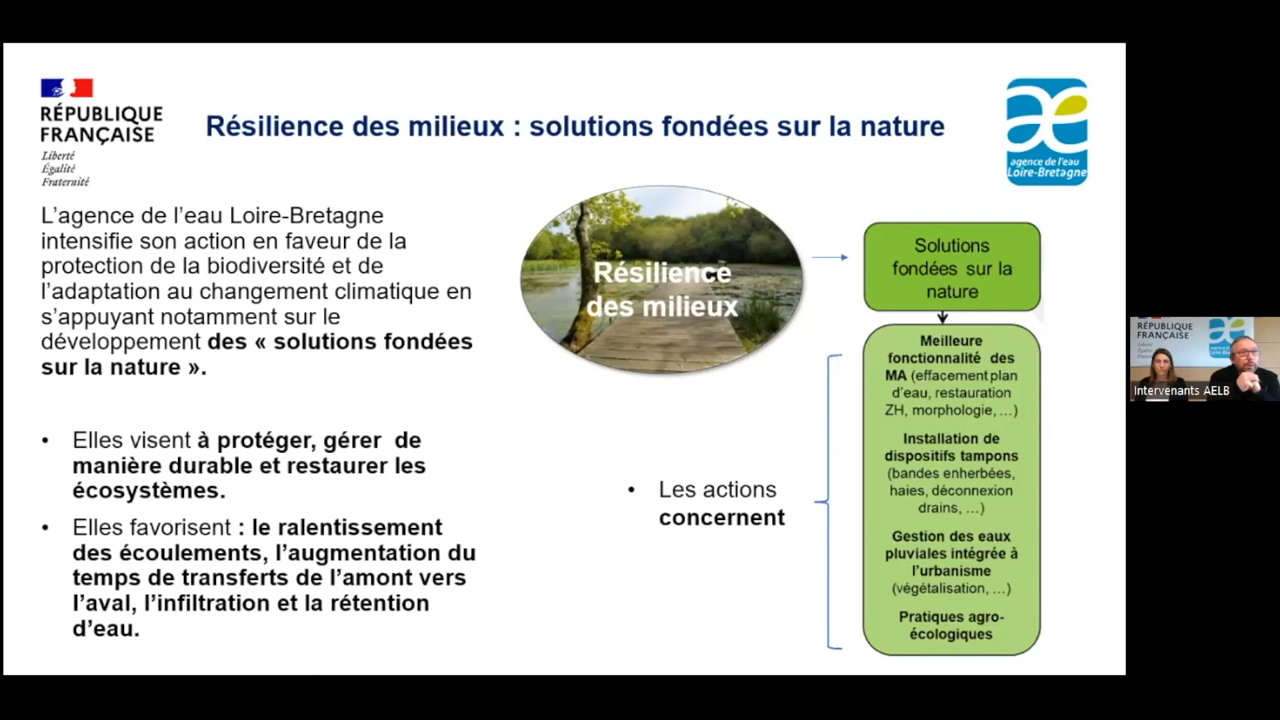 RÉPUBLIQUE
FRANÇAISE
Liberté
Égalité
Fraternité
Résilience des milieux : solutions fondées sur la nature
agence de l'eau
Loire-Bretagne
L'agence de l'eau Loire-Bretagne
intensifie son action en faveur de la
protection de la biodiversité et de
l'adaptation au changement climatique en
s'appuyant notamment sur le
développement des « solutions fondées
sur la nature ».
• Elles visent à protéger, gérer de
manière durable et restaurer les
écosystèmes.
• Elles favorisent : le ralentissement
des écoulements, l'augmentation du
temps de transferts de l'amont vers
l'aval, l'infiltration et la rétention
d'eau.
Résilience
des milieux
• Les actions
concernent
Solutions
fondées sur la
nature
Meilleure
fonctionnalité des
MA (effacement plan
d'eau, restauration
ZH, morphologie, …)
Installation de
dispositifs tampons
(bandes enherbées,
haies, déconnexion
drains, …)
Gestion des eaux
pluviales intégrée à
l'urbanisme
(végétalisation, …)
Pratiques agro-
écologiques
RÉPUBLIQUE
FRANÇAISE
Intervenants AELB